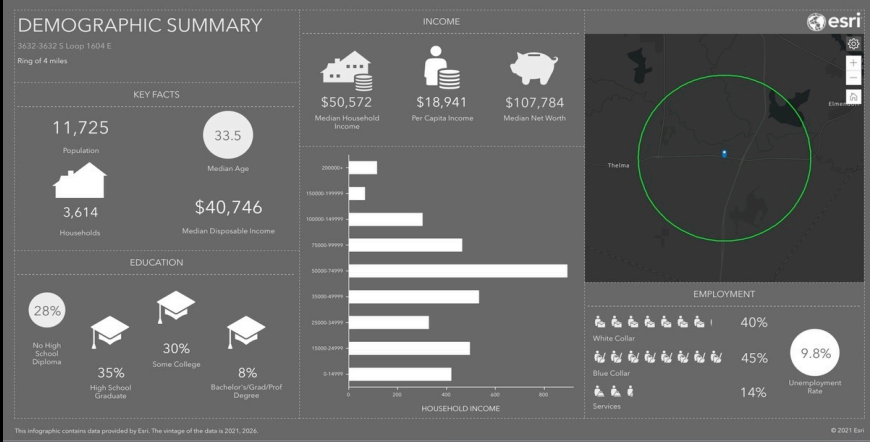 DEMOGRAPHIC SUMMARY
3632-3632 S Loop 1604 E
Ring of 4 miles
KEY FACTS
11,725
Population
33.5
Median Age
3,614
Households
$40,746
Median Disposable Income
EDUCATION
28%
No High
School
Diploma
35%
High School
Graduate
30%
Some College
8%
Bachelor's/Grad/Prof
Degree
INCOME
$50,572
Median Household
Income
$18,941
Per Capita Income
$107,784
Median Net Worth
200000+
150000-199999
100000-149999
75000-99999
50000-74999
35000-49999
25000-34999
15000-24999
0-14999
0
200
400
600
800
HOUSEHOLD INCOME
esri
Thelma
EMPLOYMENT
40%
White Collar
45%
Blue Collar
14%
Services
9.8%
Unemployment
Rate
This infographic contains data provided by Esri. The vintage of the data is 2021, 2026.
© 2021 Esri